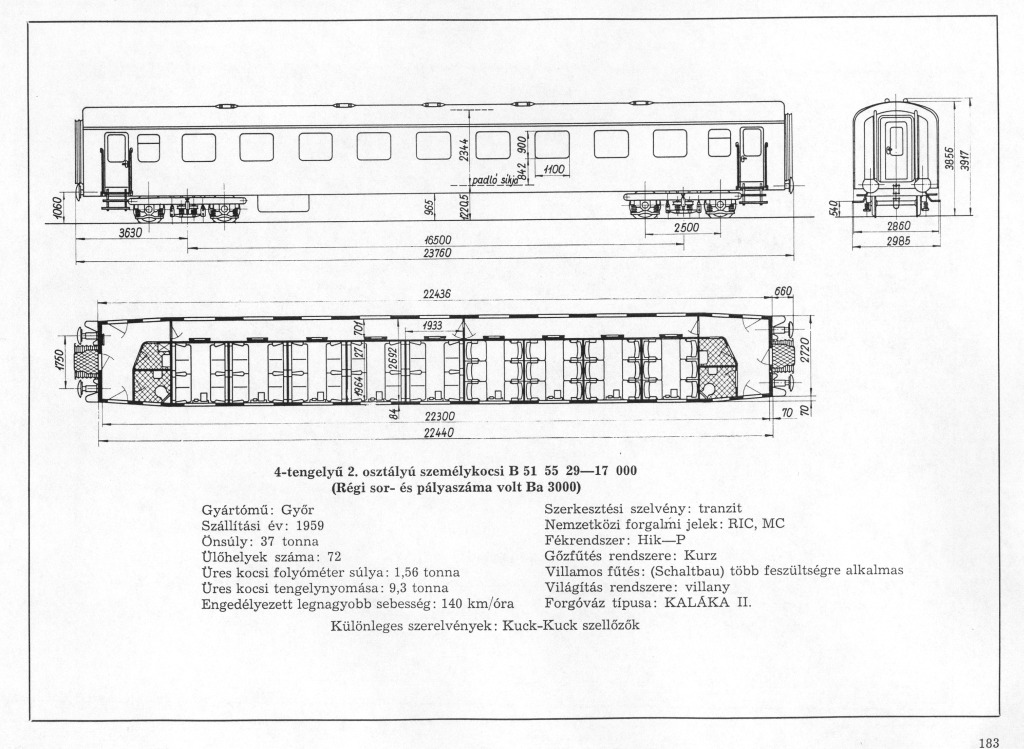 2344
900
842
1100
padló síkja
1060
965
1220,5
3630
16500
23760
2500
540
3856
3917
2860
2985
22436
660
1933
701
27
2692
1964
1750
2720
84
22300
70
70
22440
4-tengelyű 2. osztályú személykocsi B 51 55 29—17 000
(Régi sor- és pályaszáma volt Ba 3000)
Gyártómű: Győr
Szállítási év: 1959
Önsúly: 37 tonna
Ülőhelyek száma: 72
Üres kocsi folyóméter súlya: 1,56 tonna
Üres kocsi tengelynyomása: 9,3 tonna
Engedélyezett legnagyobb sebesség: 140 km/óra
Szerkesztési szelvény: tranzit
Nemzetközi forgalmi jelek: RIC, MC
Fékrendszer: Hik—P
Gőzfűtés rendszere: Kurz
Villamos fűtés: (Schaltbau) több feszültségre alkalmas
Világítás rendszere: villany
Forgóváz típusa: KALÁKA II.
Különleges szerelvények: Kuck-Kuck szellőzők
183